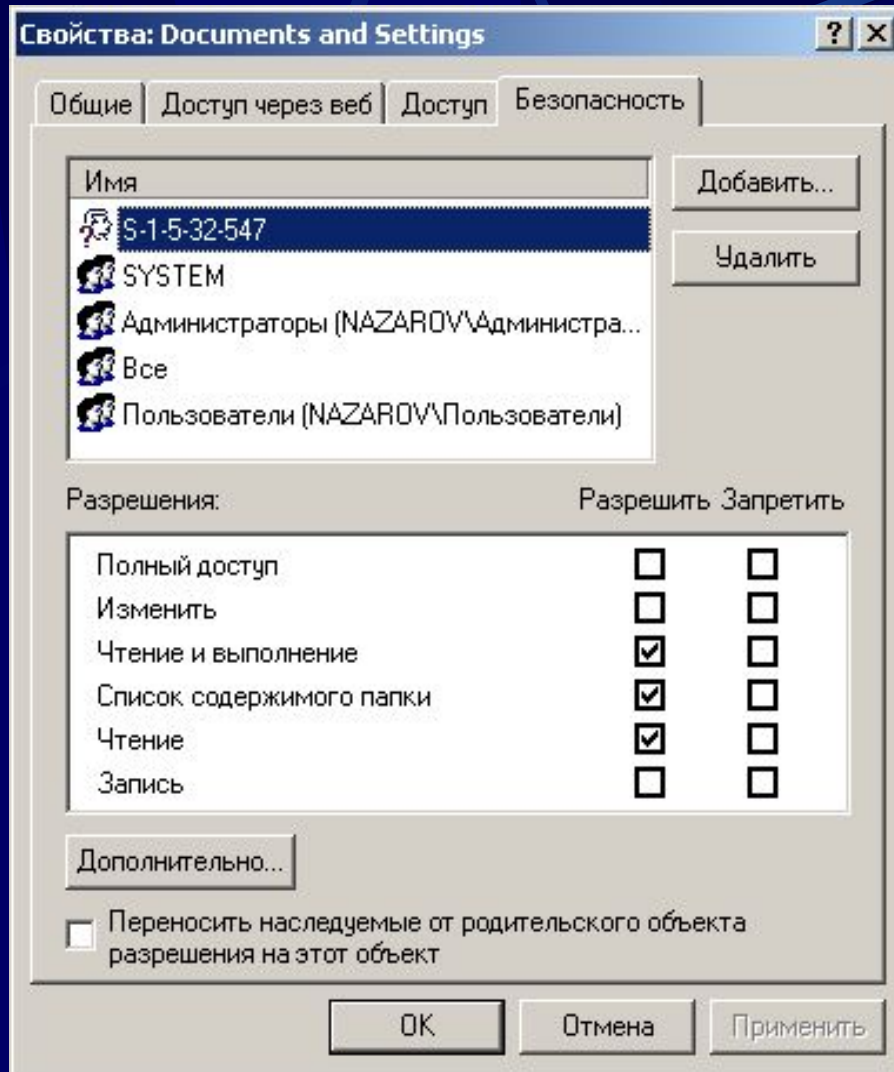 Свойства: Documents and Settings
Общие Доступ через веб Доступ Безопасность
Имя
Добавить...
S-1-5-32-547
Удалить
SYSTEM
Администраторы (NAZAROV\Администра...
Все
Пользователи (NAZAROV\Пользователи)
Разрешения: Разрешить Запретить
Полный доступ
Изменить
Чтение и выполнение
Список содержимого папки
Чтение
Запись
Дополнительно...
Переносить наследуемые от родительского объекта
разрешения на этот объект
OK Отмена Применить